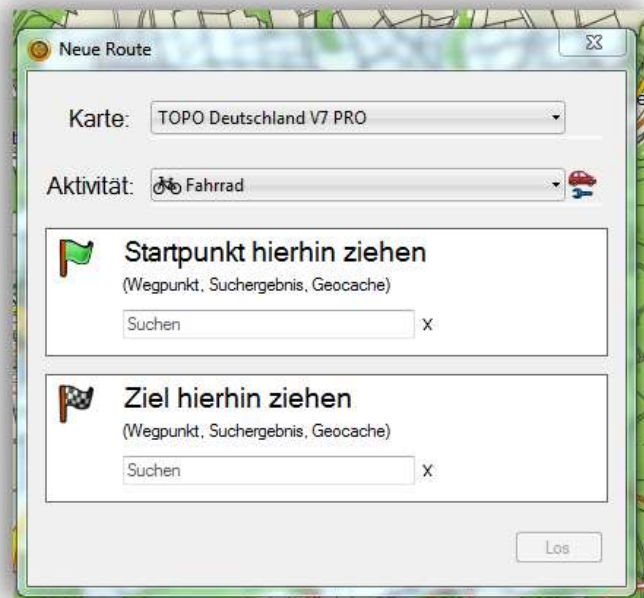 Neue Route
Karte: TOPO Deutschland V7 PRO
Aktivität: Fahrrad
Startpunkt hierhin ziehen
(Wegpunkt, Suchergebnis, Geocache)
Suchen X
Ziel hierhin ziehen
(Wegpunkt, Suchergebnis, Geocache)
Suchen X
Los